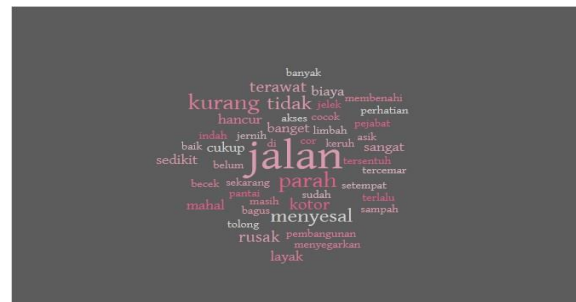 banyak
terawat biaya
kurang tidak jelek membenahi
hancur akses cocok perhatian
indah jernih banget limbah pejabat
baik cukup di cor keruh asik
sedikit jalan sangat
belum tersentuh
becek sekarang parah setempat tercemar
pantai sudah
mahal masih kotor terlalu
bagus menyesal sampah
tolong
rusak pembangunan
menyegarkan
layak